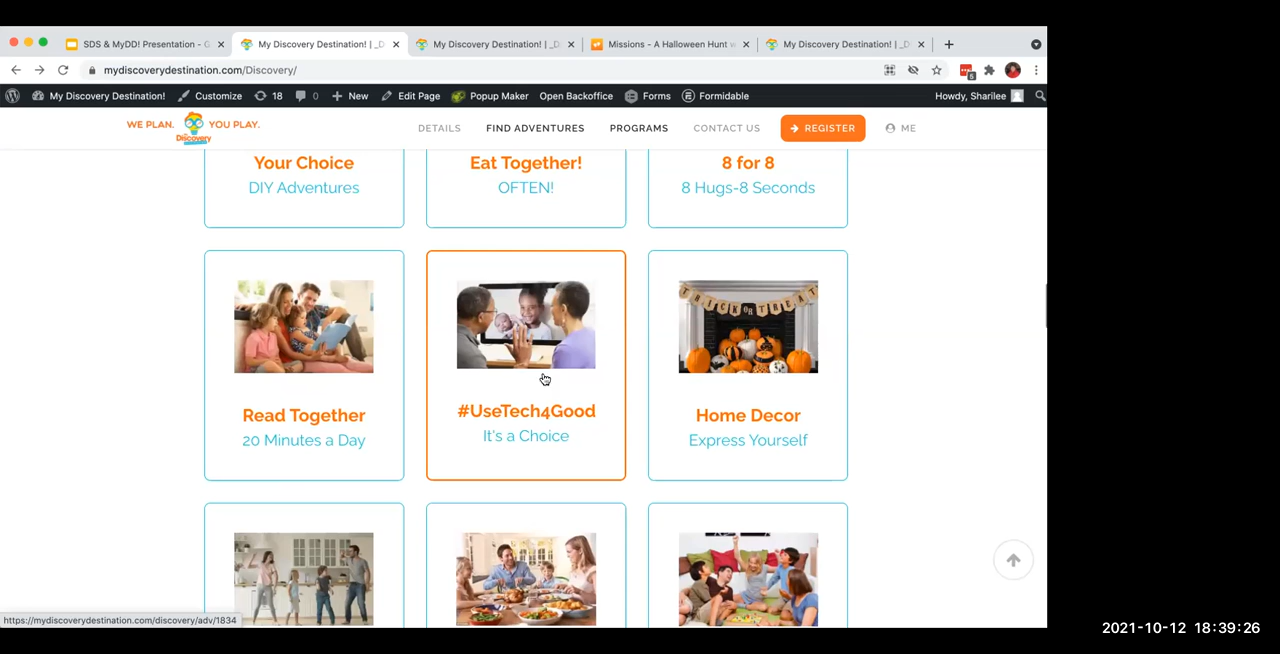 SDS & MyDD! Presentation - G
My Discovery Destination! | _D
My Discovery Destination! | _D
Missions - A Halloween Hunt w
My Discovery Destination! | _D
mydiscoverydestination.com/Discovery/
6
My Discovery Destination!
Customize
18
0
New
Edit Page
Popup Maker
Open Backoffice
Forms
Formidable
Howdy, Sharilee
WE PLAN.
Discovery
YOU PLAY.
DETAILS
FIND ADVENTURES
PROGRAMS
CONTACT US
REGISTER
ME
Your Choice
DIY Adventures
Eat Together!
OFTEN!
8 for 8
8 Hugs-8 Seconds
TRICK OR TREAT
Read Together
20 Minutes a Day
#UseTech4Good
It's a Choice
Home Decor
Express Yourself
https://mydiscoverydestination.com/discovery/adv/1834
2021-10-12 18:39:26